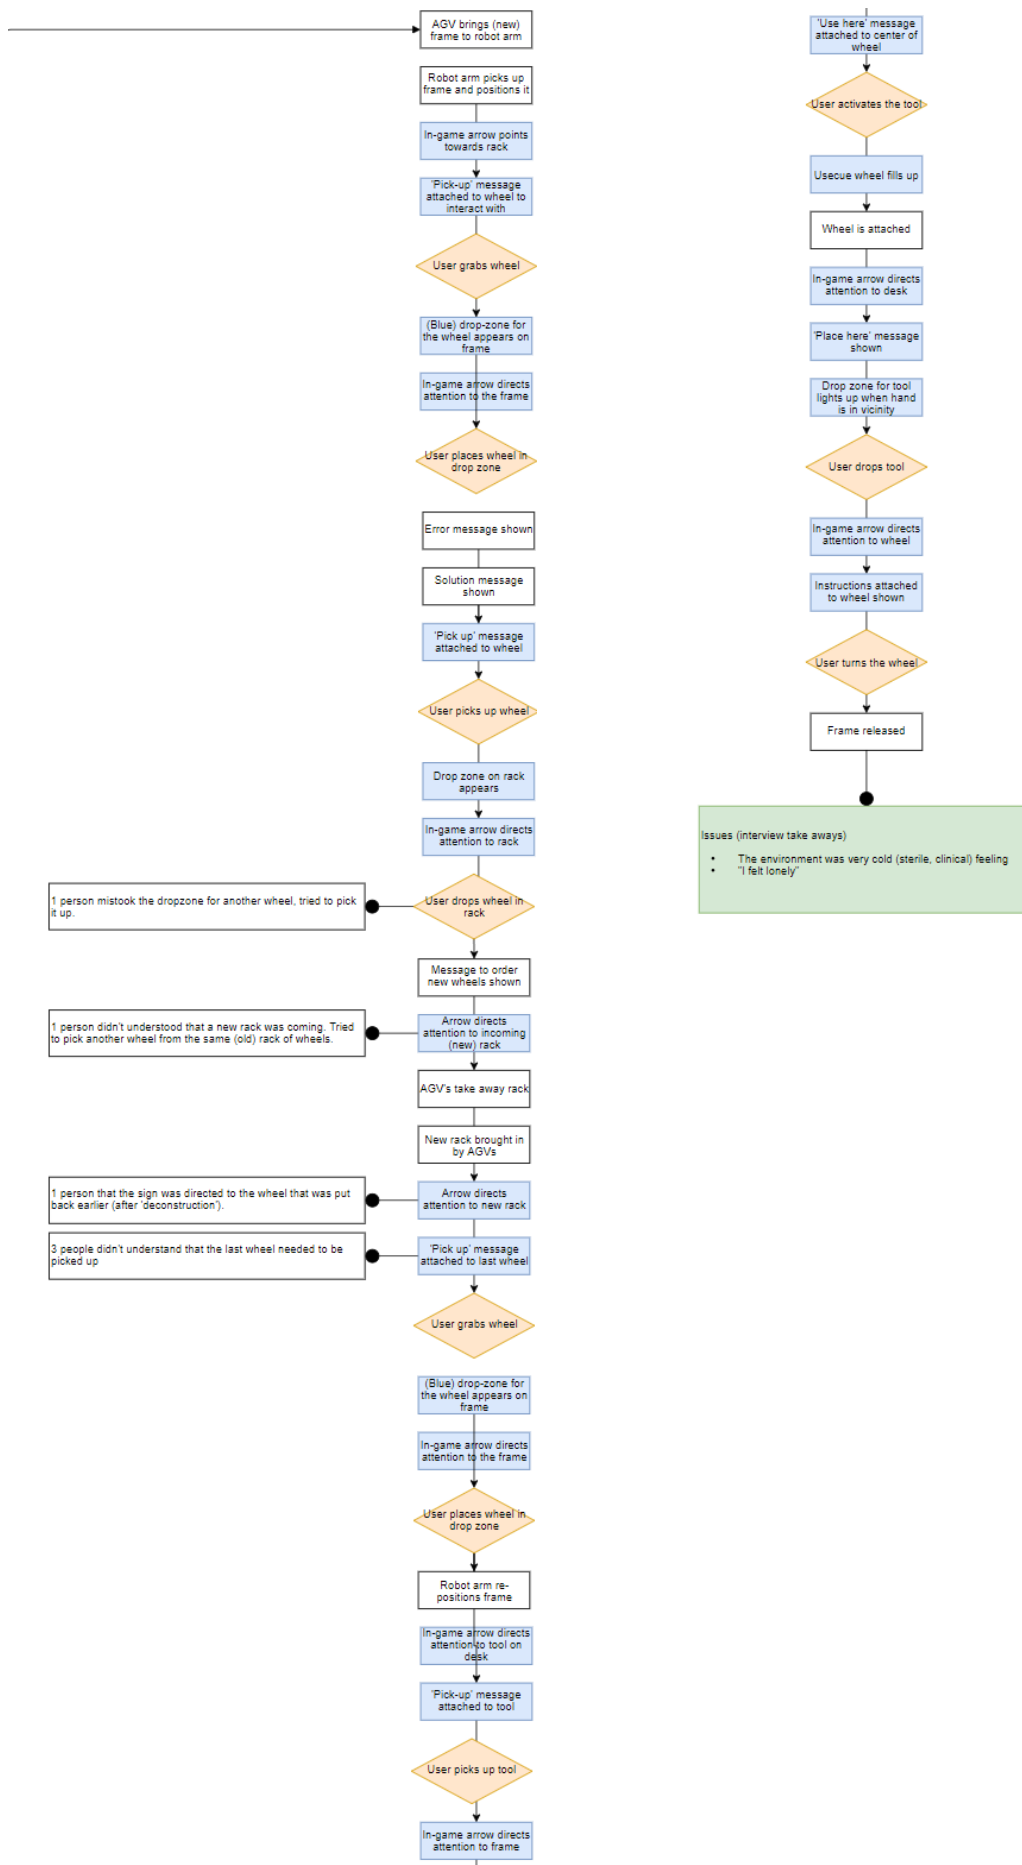 AGV brings (new)
frame to robot arm
Robot arm picks up
frame and positions it
In-game arrow points
towards rack
'Pick-up' message
attached to wheel to
interact with
User grabs wheel
(Blue) drop-zone for
the wheel appears on
frame
In-game arrow directs
attention to the frame
User places wheel in
drop zone
Error message shown
Solution message
shown
'Pick up' message
attached to wheel
User picks up wheel
Drop zone on rack
appears
In-game arrow directs
attention to rack
User drops wheel in
rack
1 person mistook the dropzone for another wheel, tried to pick
it up.
Message to order
new wheels shown
Arrow directs
attention to incoming
(new) rack
1 person didn't understood that a new rack was coming. Tried
to pick another wheel from the same (old) rack of wheels.
AGV's take away rack
New rack brought in
by AGVs
Arrow directs
attention to new rack
1 person that the sign was directed to the wheel that was put
back earlier (after 'deconstruction').
'Pick up' message
attached to last wheel
3 people didn't understand that the last wheel needed to be
picked up
User grabs wheel
(Blue) drop-zone for
the wheel appears on
frame
In-game arrow directs
attention to the frame
User places wheel in
drop zone
Robot arm re-
positions frame
In-game arrow directs
attention to tool on
desk
'Pick-up' message
attached to tool
User picks up tool
In-game arrow directs
attention to frame
'Use here' message
attached to center of
wheel
User activates the tool
Usecue wheel fills up
Wheel is attached
In-game arrow directs
attention to desk
'Place here' message
shown
Drop zone for tool
lights up when hand
is in vicinity
User drops tool
In-game arrow directs
attention to wheel
Instructions attached
to wheel shown
User turns the wheel
Frame released
Issues (interview take aways)
• The environment was very cold (sterile, clinical) feeling
• "I felt lonely"